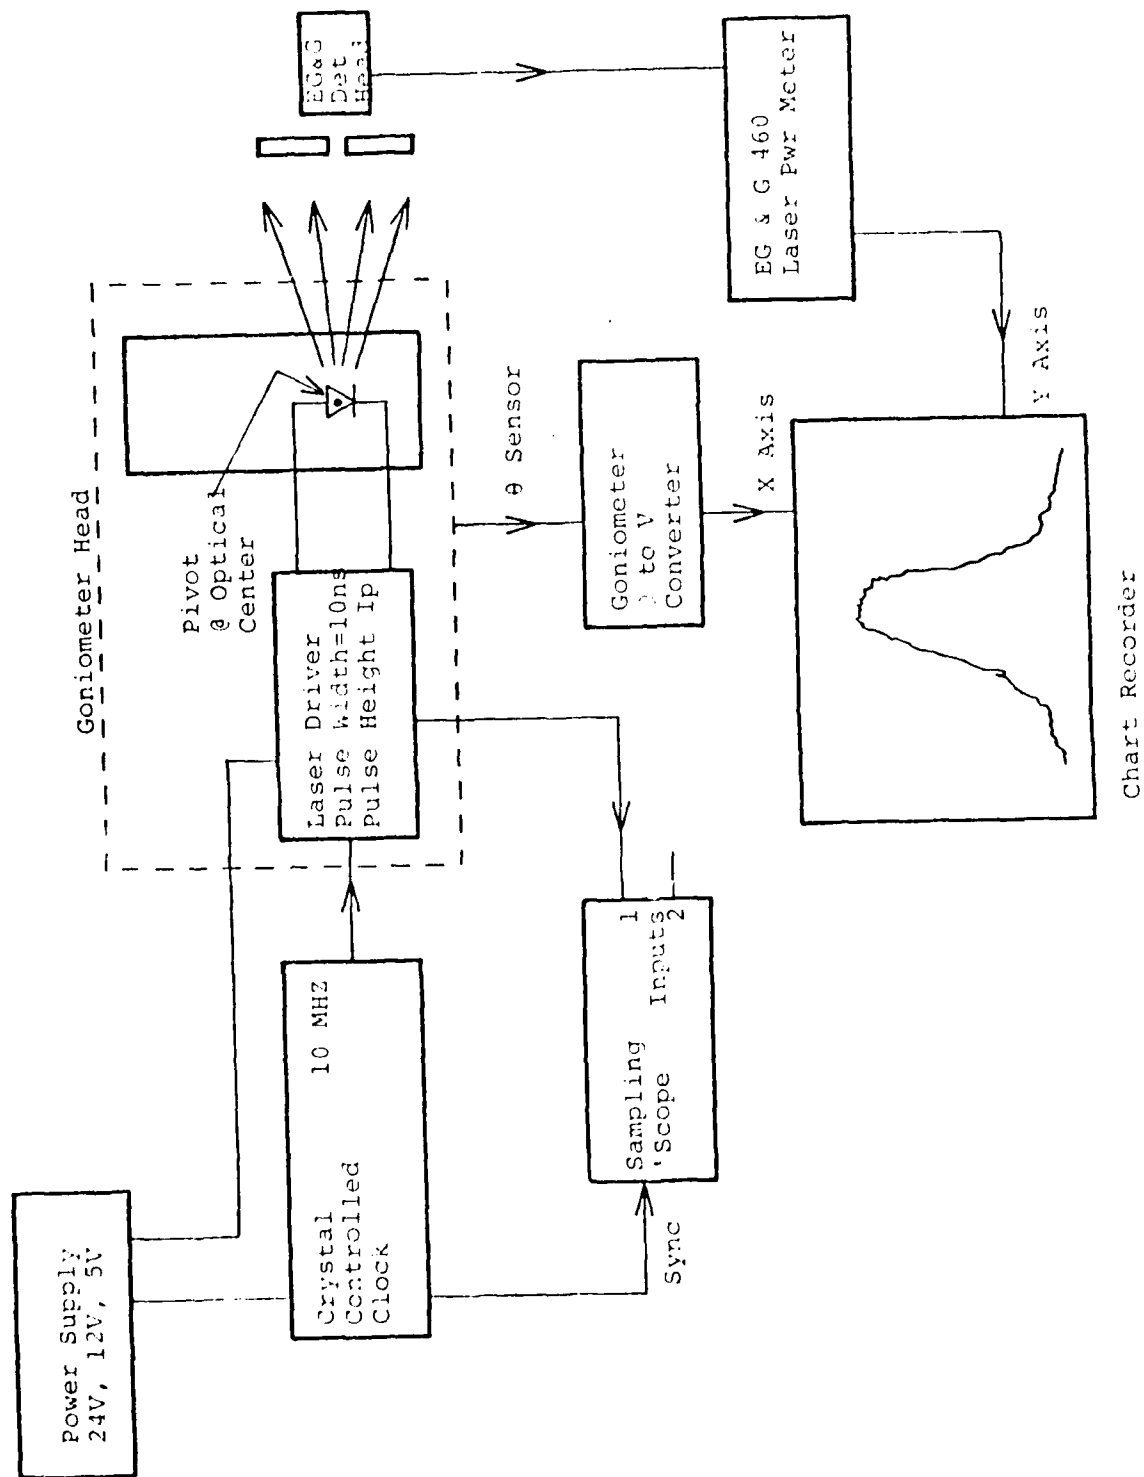 Power Supply
24V, 12V, 5V
Crystal
Controlled
Clock
10 MHZ
Goniometer Head
Laser Driver
Pulse Width=10ns
Pulse Height Ip
Pivot
@ Optical
Center
EG&G
Det
Head
Sync
Sampling
'Scope
Inputs
1
2
θ Sensor
Goniometer
to V
Converter
X Axis
EG & G 460
Laser Pwr Meter
Y Axis
Chart Recorder